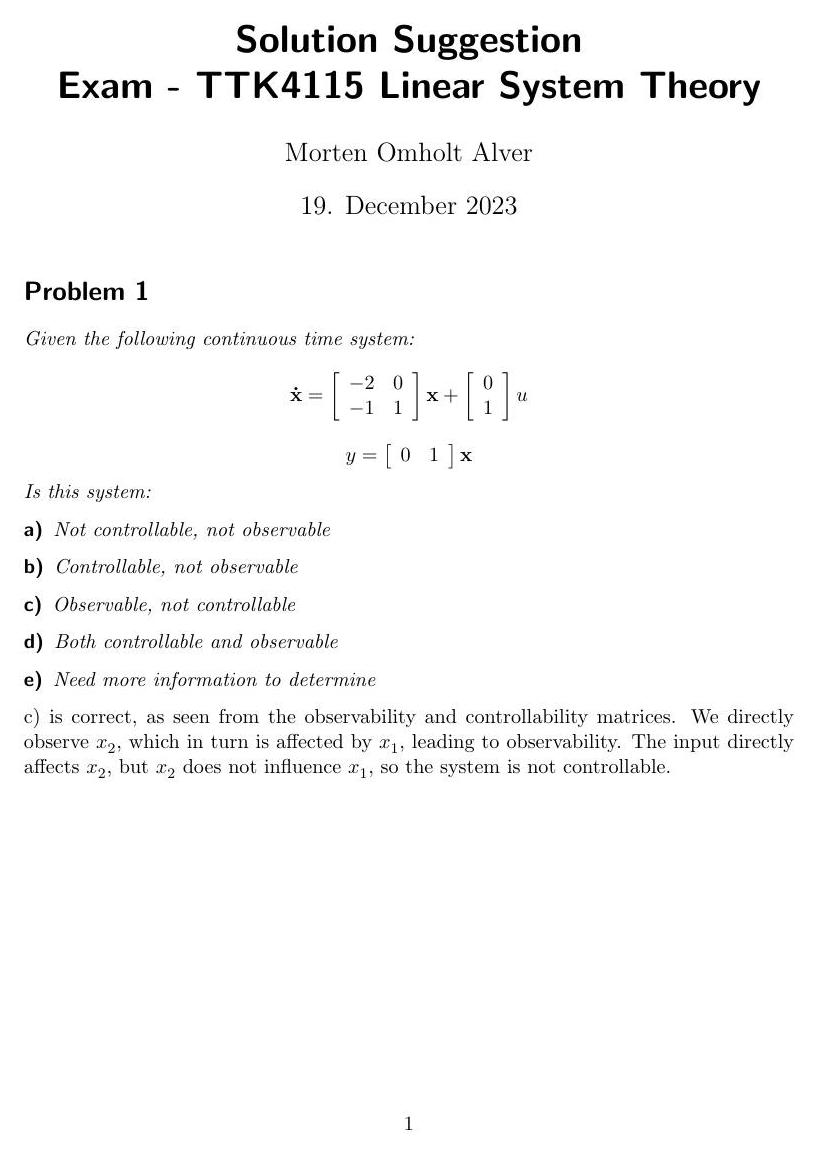 Solution Suggestion
Exam - TTK4115 Linear System Theory
Morten Omholt Alver
19. December 2023
Problem 1
Given the following continuous time system:
ẋ = [ −2 0 ; −1 1 ] x + [ 0 ; 1 ] u
y = [ 0 1 ] x
Is this system:
a) Not controllable, not observable
b) Controllable, not observable
c) Observable, not controllable
d) Both controllable and observable
e) Need more information to determine
c) is correct, as seen from the observability and controllability matrices. We directly
observe x₂, which in turn is affected by x₁, leading to observability. The input directly
affects x₂, but x₂ does not influence x₁, so the system is not controllable.
1